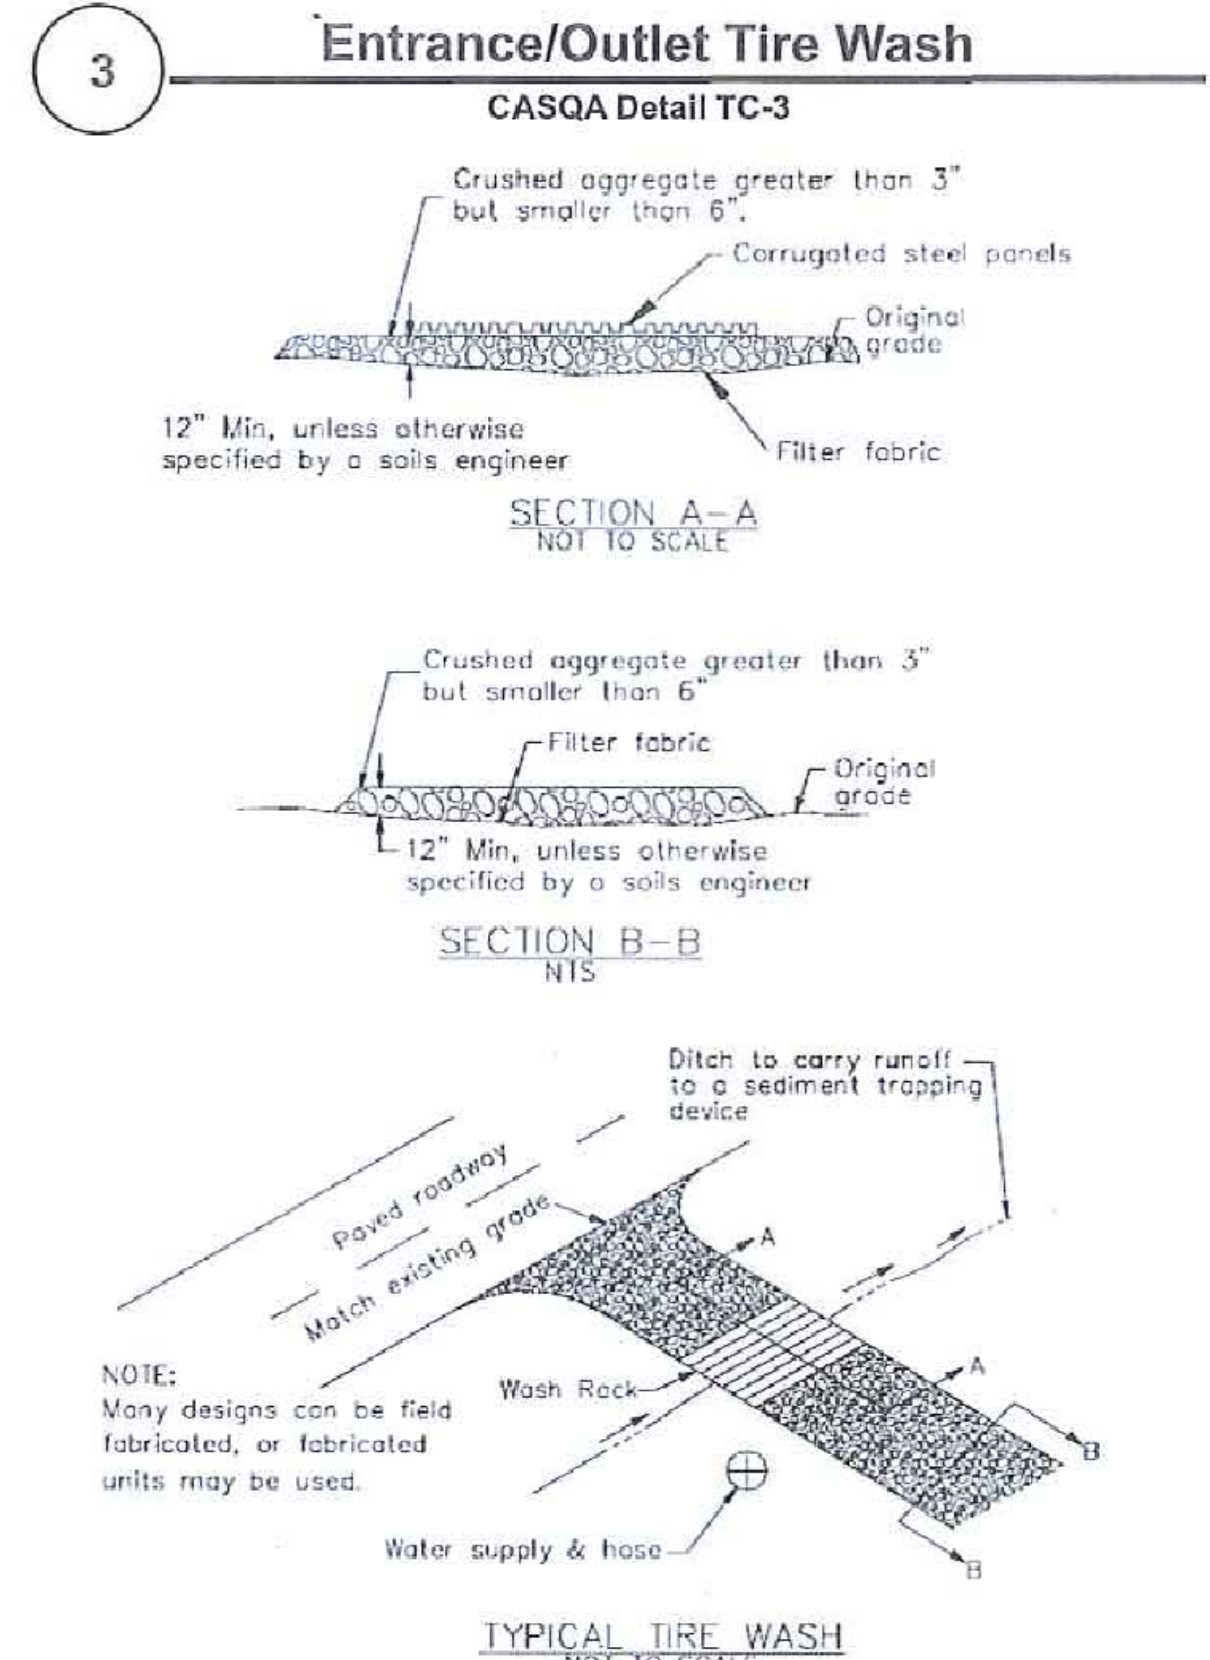 3
Entrance/Outlet Tire Wash
CASQA Detail TC-3
Crushed aggregate greater than 3"
but smaller than 6".
Corrugated steel panels
Original
grade
12" Min, unless otherwise
specified by a soils engineer
Filter fabric
SECTION A-A
NOT TO SCALE
Crushed aggregate greater than 3"
but smaller than 6"
Filter fabric
Original
grade
12" Min, unless otherwise
specified by a soils engineer
SECTION B-B
NTS
Ditch to carry runoff
to a sediment trapping
device
Paved roadway
Match existing grade
A
A
NOTE:
Many designs can be field
fabricated, or fabricated
units may be used.
Wash Rack
B
Water supply & hose
B
TYPICAL TIRE WASH
NOT TO SCALE